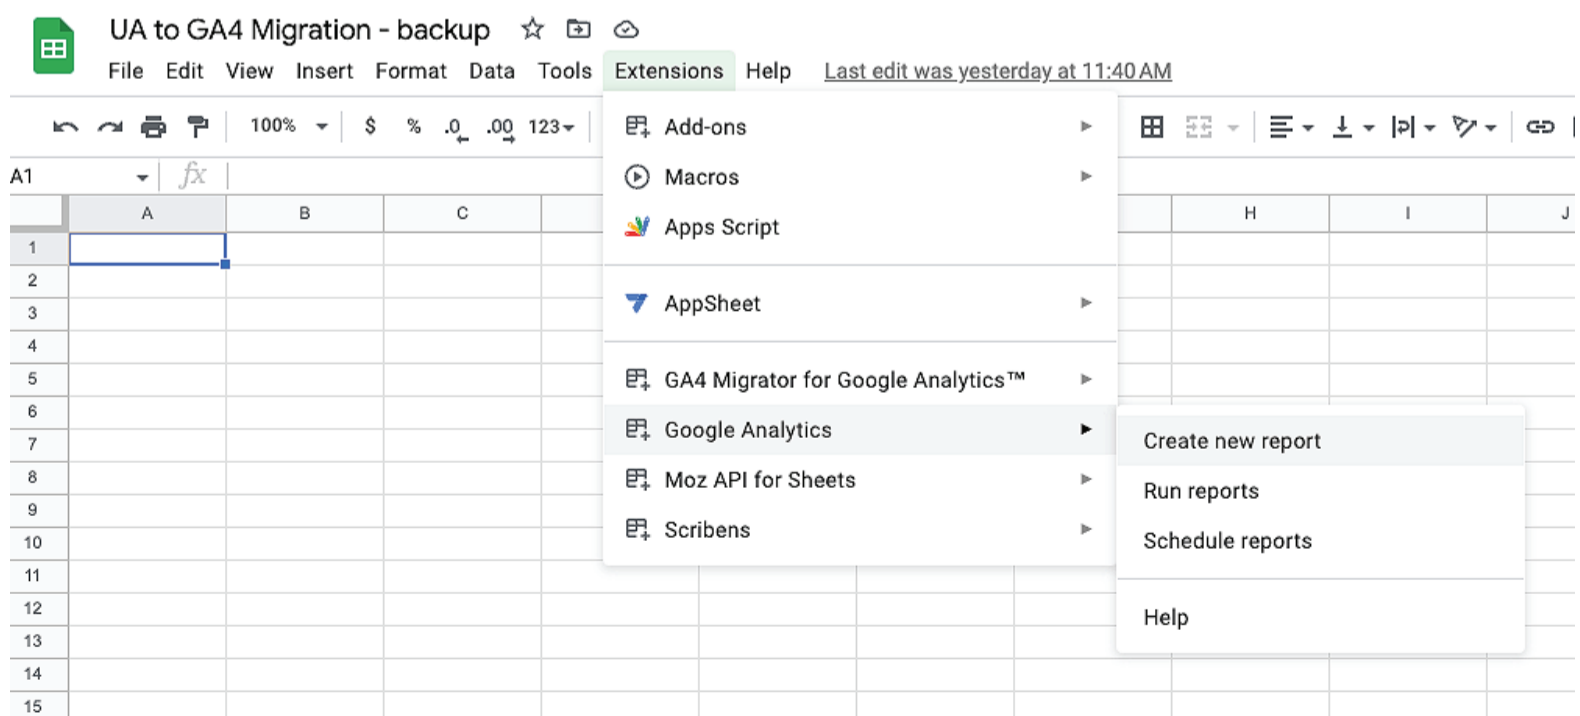 UA to GA4 Migration - backup
File Edit View Insert Format Data Tools Extensions Help Last edit was yesterday at 11:40 AM
100% $ % .0 .00 123
A1 fx
A B C H I J
Add-ons
Macros
Apps Script
AppSheet
GA4 Migrator for Google Analytics™
Google Analytics
Moz API for Sheets
Scribens
Create new report
Run reports
Schedule reports
Help
1
2
3
4
5
6
7
8
9
10
11
12
13
14
15